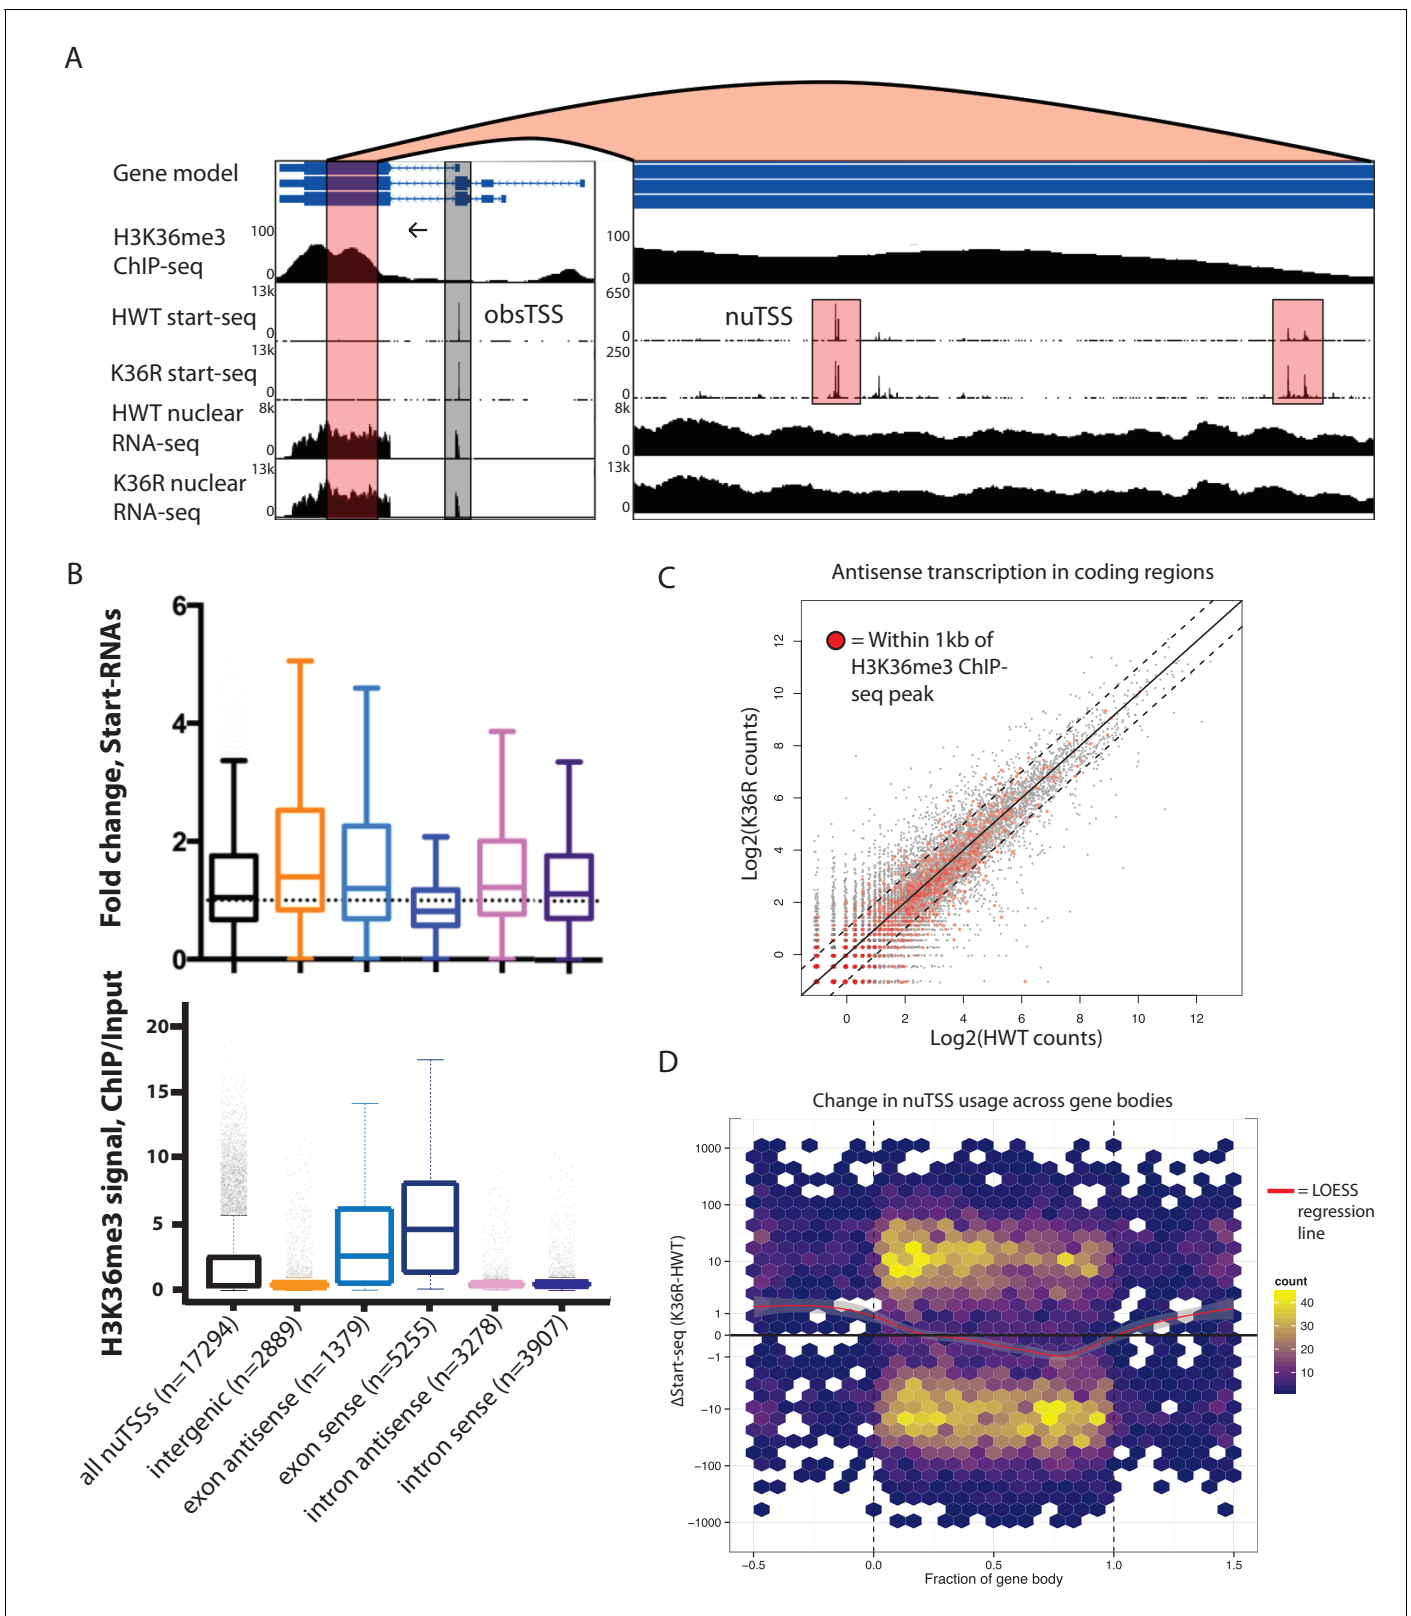 A
Gene model
H3K36me3
ChIP-seq
100
0
100
0
HWT start-seq
13k
0
obsTSS
nuTSS
650
0
K36R start-seq
13k
0
250
0
HWT nuclear
RNA-seq
8k
0
8k
0
K36R nuclear
RNA-seq
13k
0
13k
0
B
Fold change, Start-RNAs
6
4
2
0
H3K36me3 signal, ChIP/Input
20
15
10
5
0
all nuTSSs (n=17294)
intergenic (n=2889)
exon antisense (n=1379)
exon sense (n=5255)
intron antisense (n=3278)
intron sense (n=3907)
C
Antisense transcription in coding regions
= Within 1kb of
H3K36me3 ChIP-
seq peak
Log2(K36R counts)
12
10
8
6
4
2
0
0 2 4 6 8 10 12
Log2(HWT counts)
D
Change in nuTSS usage across gene bodies
ΔStart-seq (K36R-HWT)
1000
100
10
1
0
−1
−10
−100
−1000
−0.5 0.0 0.5 1.0 1.5
Fraction of gene body
= LOESS
regression
line
count
40
30
20
10